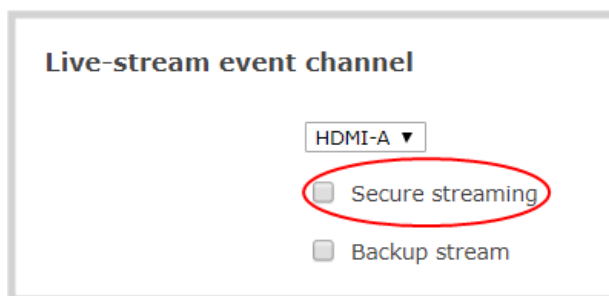 Live-stream event channel
HDMI-A
Secure streaming
Backup stream